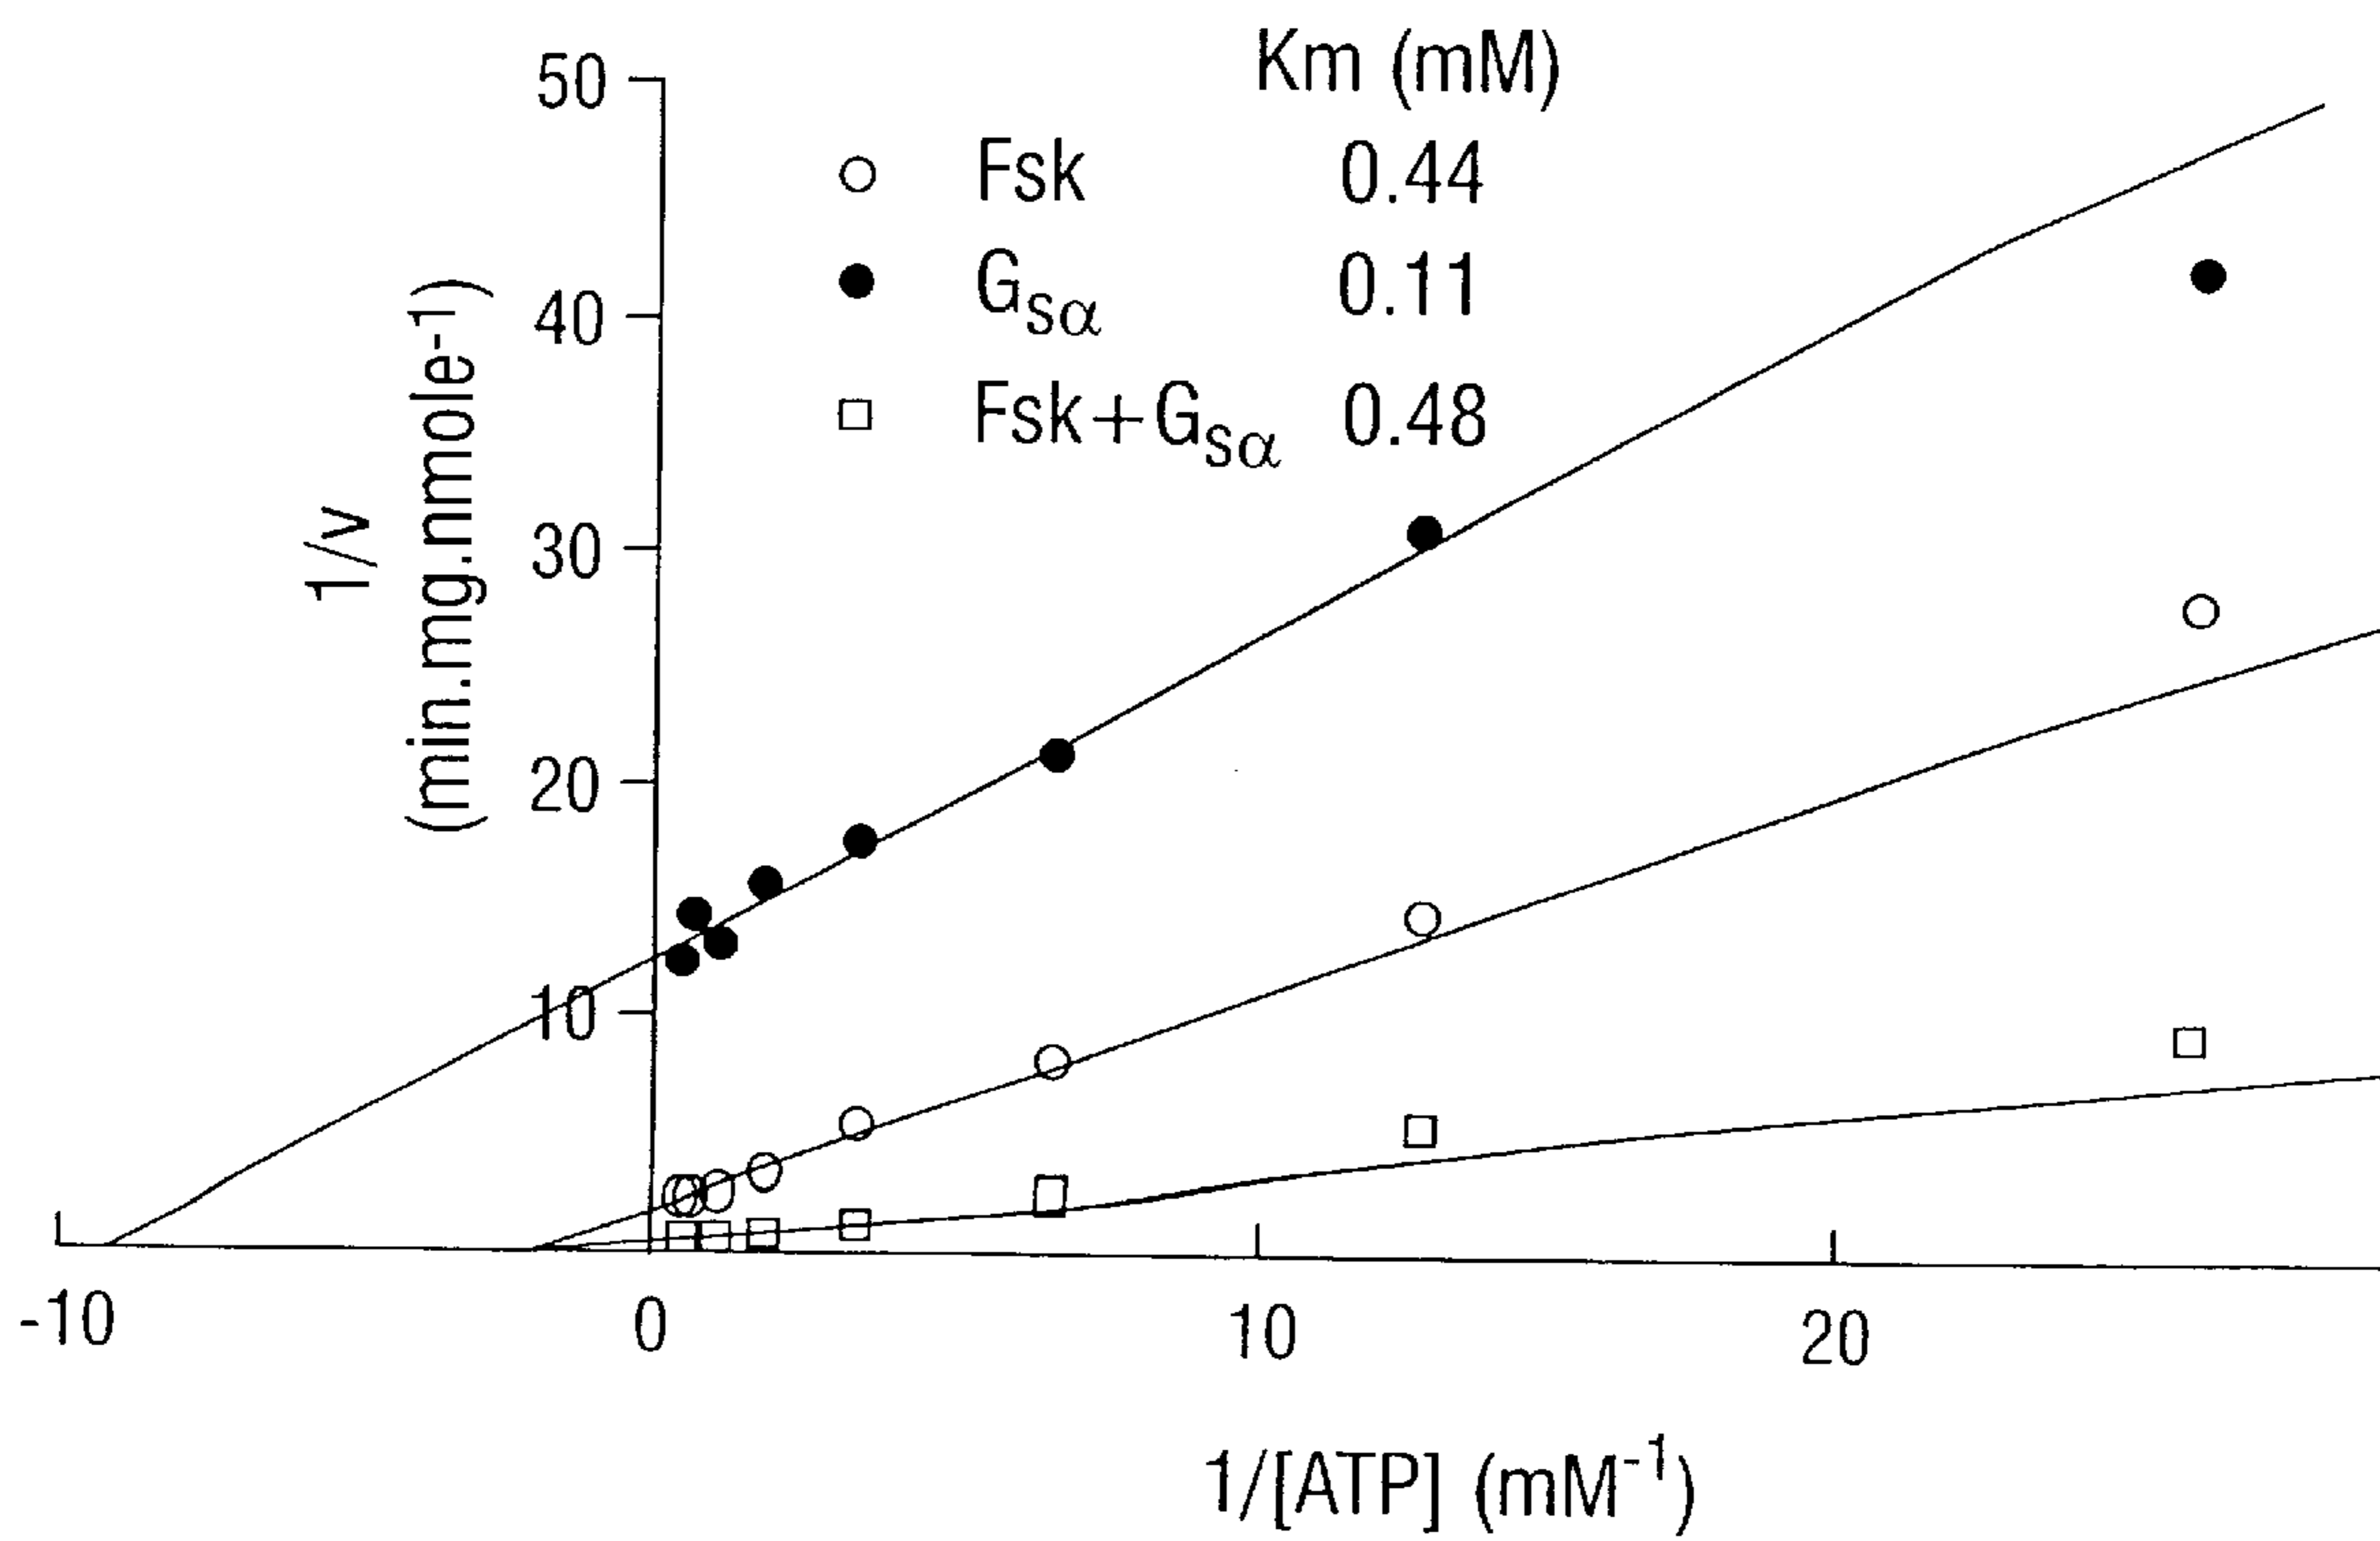 Km (mM)
Fsk 0.44
Gsα 0.11
Fsk+Gsα 0.48
1/v
(min.mg.nmole-1)
50
40
30
20
10
-10 0 10 20
1/[ATP] (mM-1)